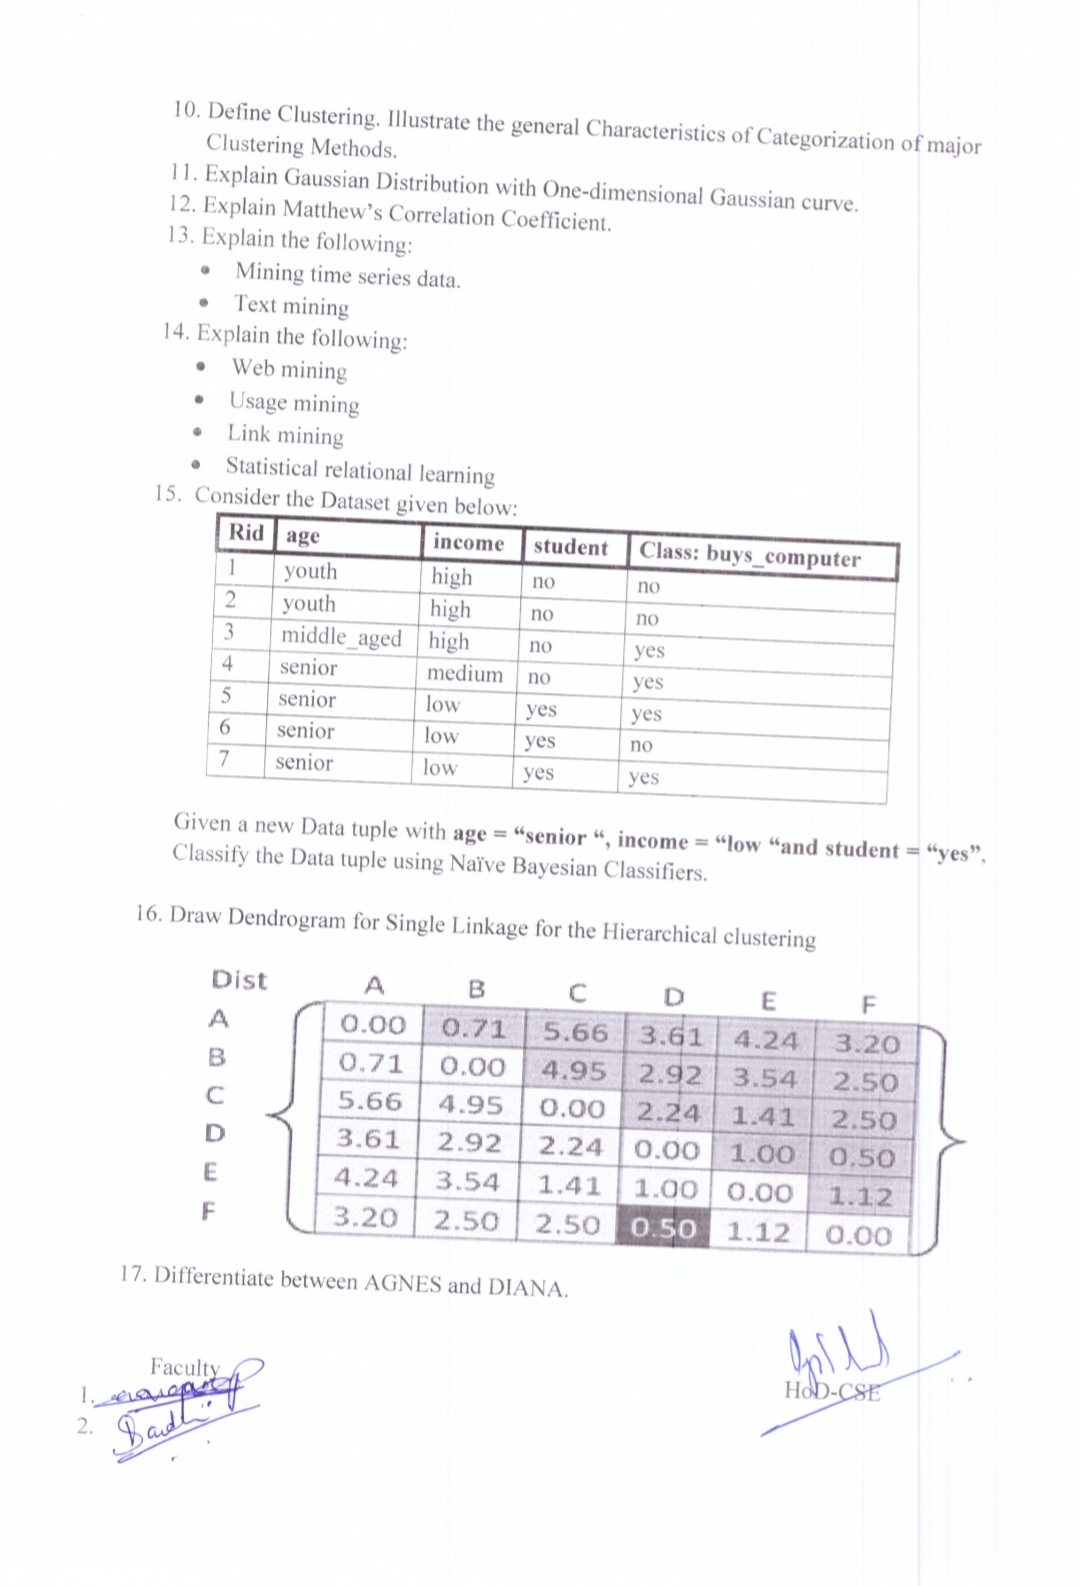 10. Define Clustering. Illustrate the general Characteristics of Categorization of major
Clustering Methods.
11. Explain Gaussian Distribution with One-dimensional Gaussian curve.
12. Explain Matthew's Correlation Coefficient.
13. Explain the following:
• Mining time series data.
• Text mining
14. Explain the following:
• Web mining
• Usage mining
• Link mining
• Statistical relational learning
15. Consider the Dataset given below:
Rid age income student Class: buys_computer
1 youth high no no
2 youth high no no
3 middle_aged high no yes
4 senior medium no yes
5 senior low yes yes
6 senior low yes no
7 senior low yes yes
Given a new Data tuple with age = “senior “, income = “low “and student = “yes”.
Classify the Data tuple using Naïve Bayesian Classifiers.
16. Draw Dendrogram for Single Linkage for the Hierarchical clustering
Dist A B C D E F
A 0.00 0.71 5.66 3.61 4.24 3.20
B 0.71 0.00 4.95 2.92 3.54 2.50
C 5.66 4.95 0.00 2.24 1.41 2.50
D 3.61 2.92 2.24 0.00 1.00 0.50
E 4.24 3.54 1.41 1.00 0.00 1.12
F 3.20 2.50 2.50 0.50 1.12 0.00
17. Differentiate between AGNES and DIANA.
Faculty
1.
2.
HoD-CSE